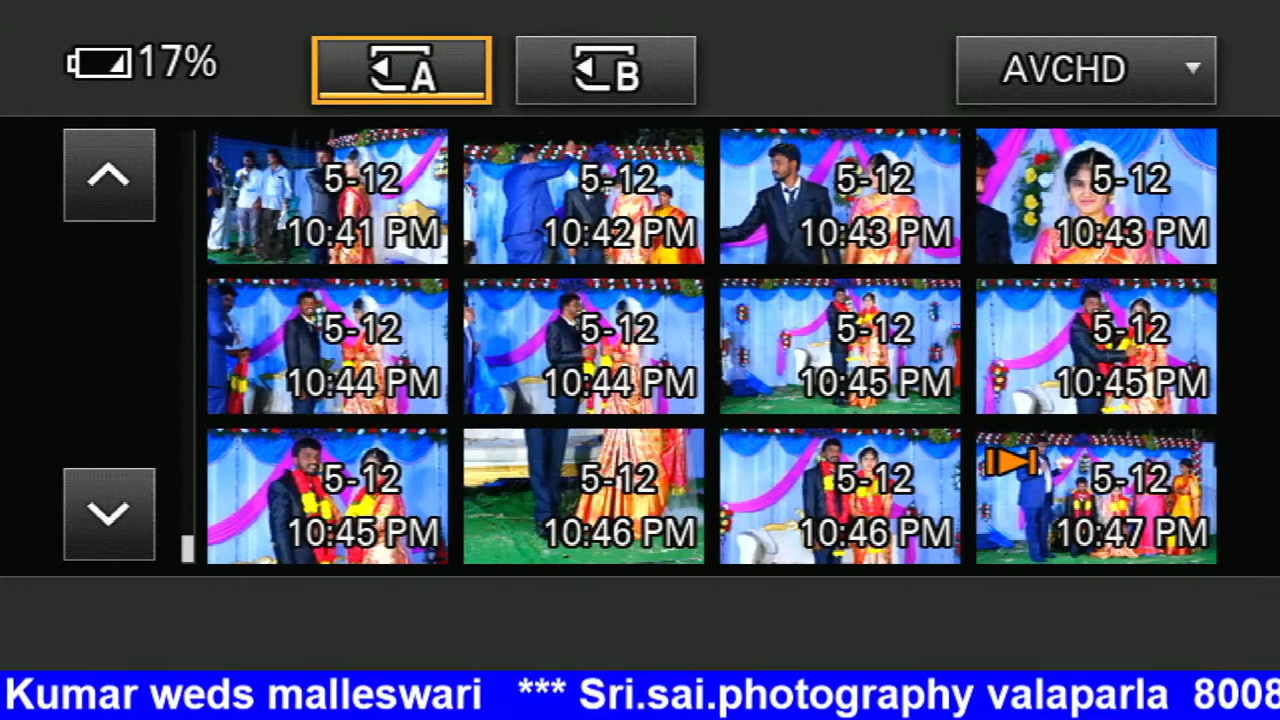 17%
A
B
AVCHD
5-12
10:41 PM
5-12
10:42 PM
5-12
10:43 PM
5-12
10:43 PM
5-12
10:44 PM
5-12
10:44 PM
5-12
10:45 PM
5-12
10:45 PM
5-12
10:45 PM
5-12
10:46 PM
5-12
10:46 PM
5-12
10:47 PM
Kumar weds malleswari *** Sri.sai.photography valaparla 8008